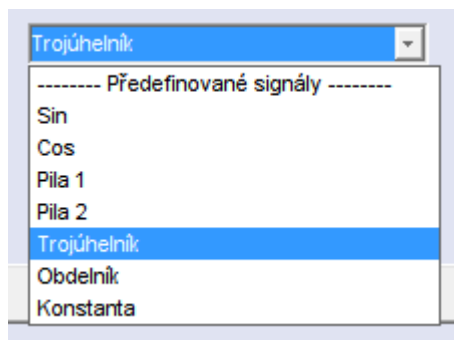 Trojúhelník
-------- Předefinované signály --------
Sin
Cos
Pila 1
Pila 2
Trojúhelník
Obdelník
Konstanta